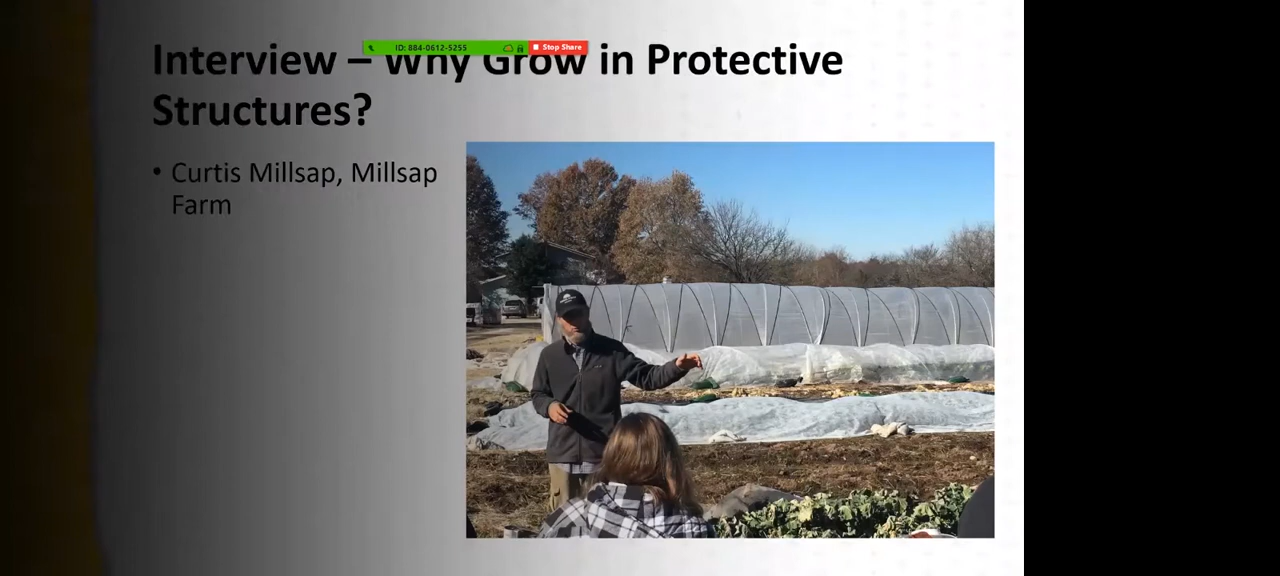 Interview – Why Grow in Protective
ID: 884-0612-5255
Stop Share
Structures?
• Curtis Millsap, Millsap
Farm